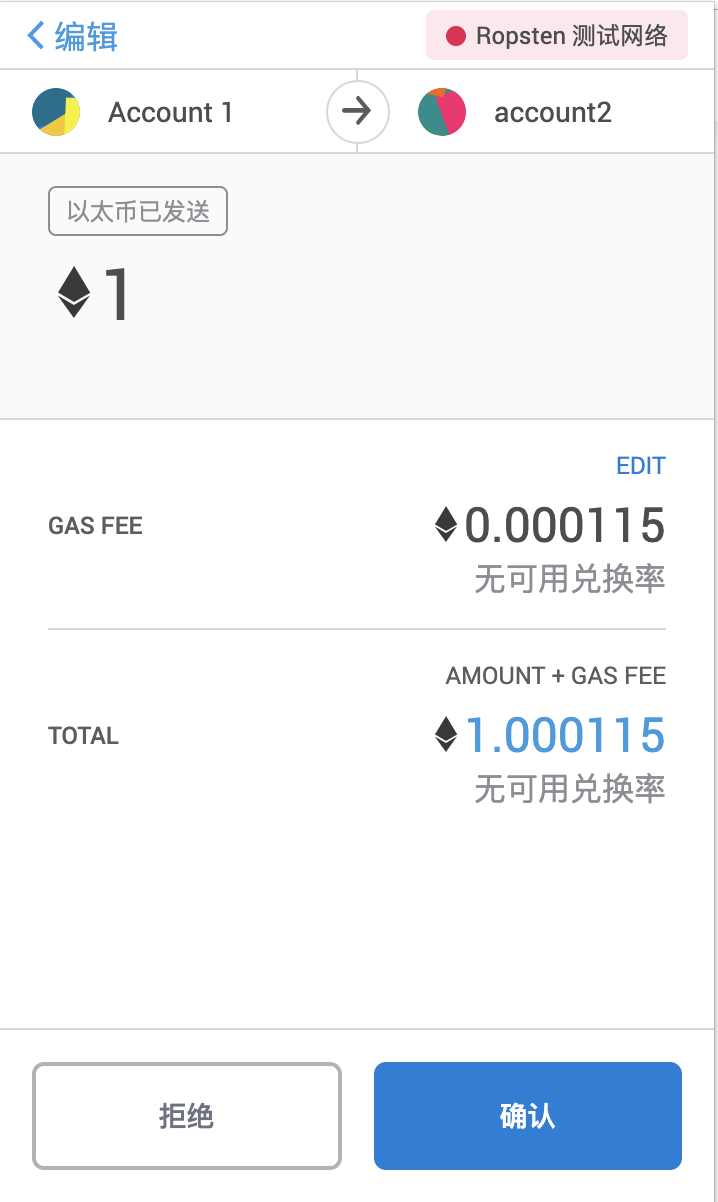 编辑
Ropsten 测试网络
Account 1
account2
以太币已发送
1
EDIT
GAS FEE
0.000115
无可用兑换率
AMOUNT + GAS FEE
TOTAL
1.000115
无可用兑换率
拒绝
确认